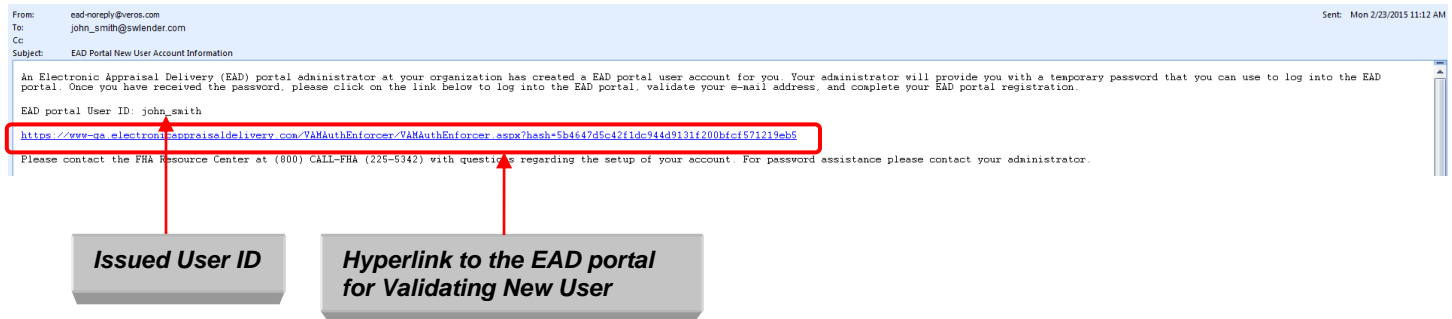 From: ead-noreply@veros.com Sent: Mon 2/23/2015 11:12 AM
To: john_smith@swlender.com
Cc:
Subject: EAD Portal New User Account Information
An Electronic Appraisal Delivery (EAD) portal administrator at your organization has created a EAD portal user account for you. Your administrator will provide you with a temporary password that you can use to log into the EAD
portal. Once you have received the password, please click on the link below to log into the EAD portal, validate your e-mail address, and complete your EAD portal registration.
EAD portal User ID: john_smith
https://www-qa.electronicappraisaldelivery.com/VAMAuthEnforcer/VAMAuthEnforcer.aspx?hash=5b4647d5c42f1dc944d9131f200bfcf571219eb5
Please contact the FHA Resource Center at (800) CALL-FHA (225-5342) with questions regarding the setup of your account. For password assistance please contact your administrator.
Issued User ID
Hyperlink to the EAD portal
for Validating New User